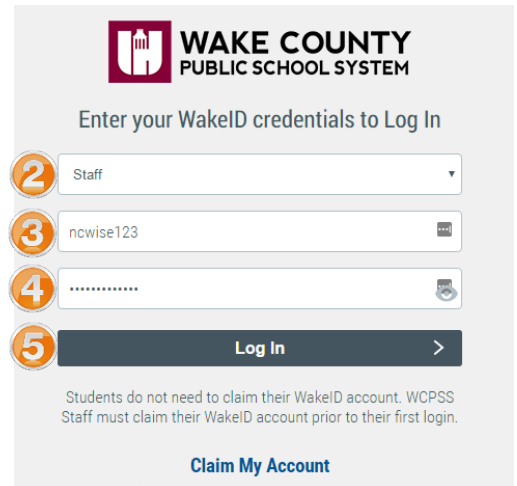 WAKE COUNTY
PUBLIC SCHOOL SYSTEM
Enter your WakeID credentials to Log In
2 Staff
3 ncwise123
4 •••••••••••••
5 Log In
Students do not need to claim their WakeID account. WCPSS
Staff must claim their WakeID account prior to their first login.
Claim My Account